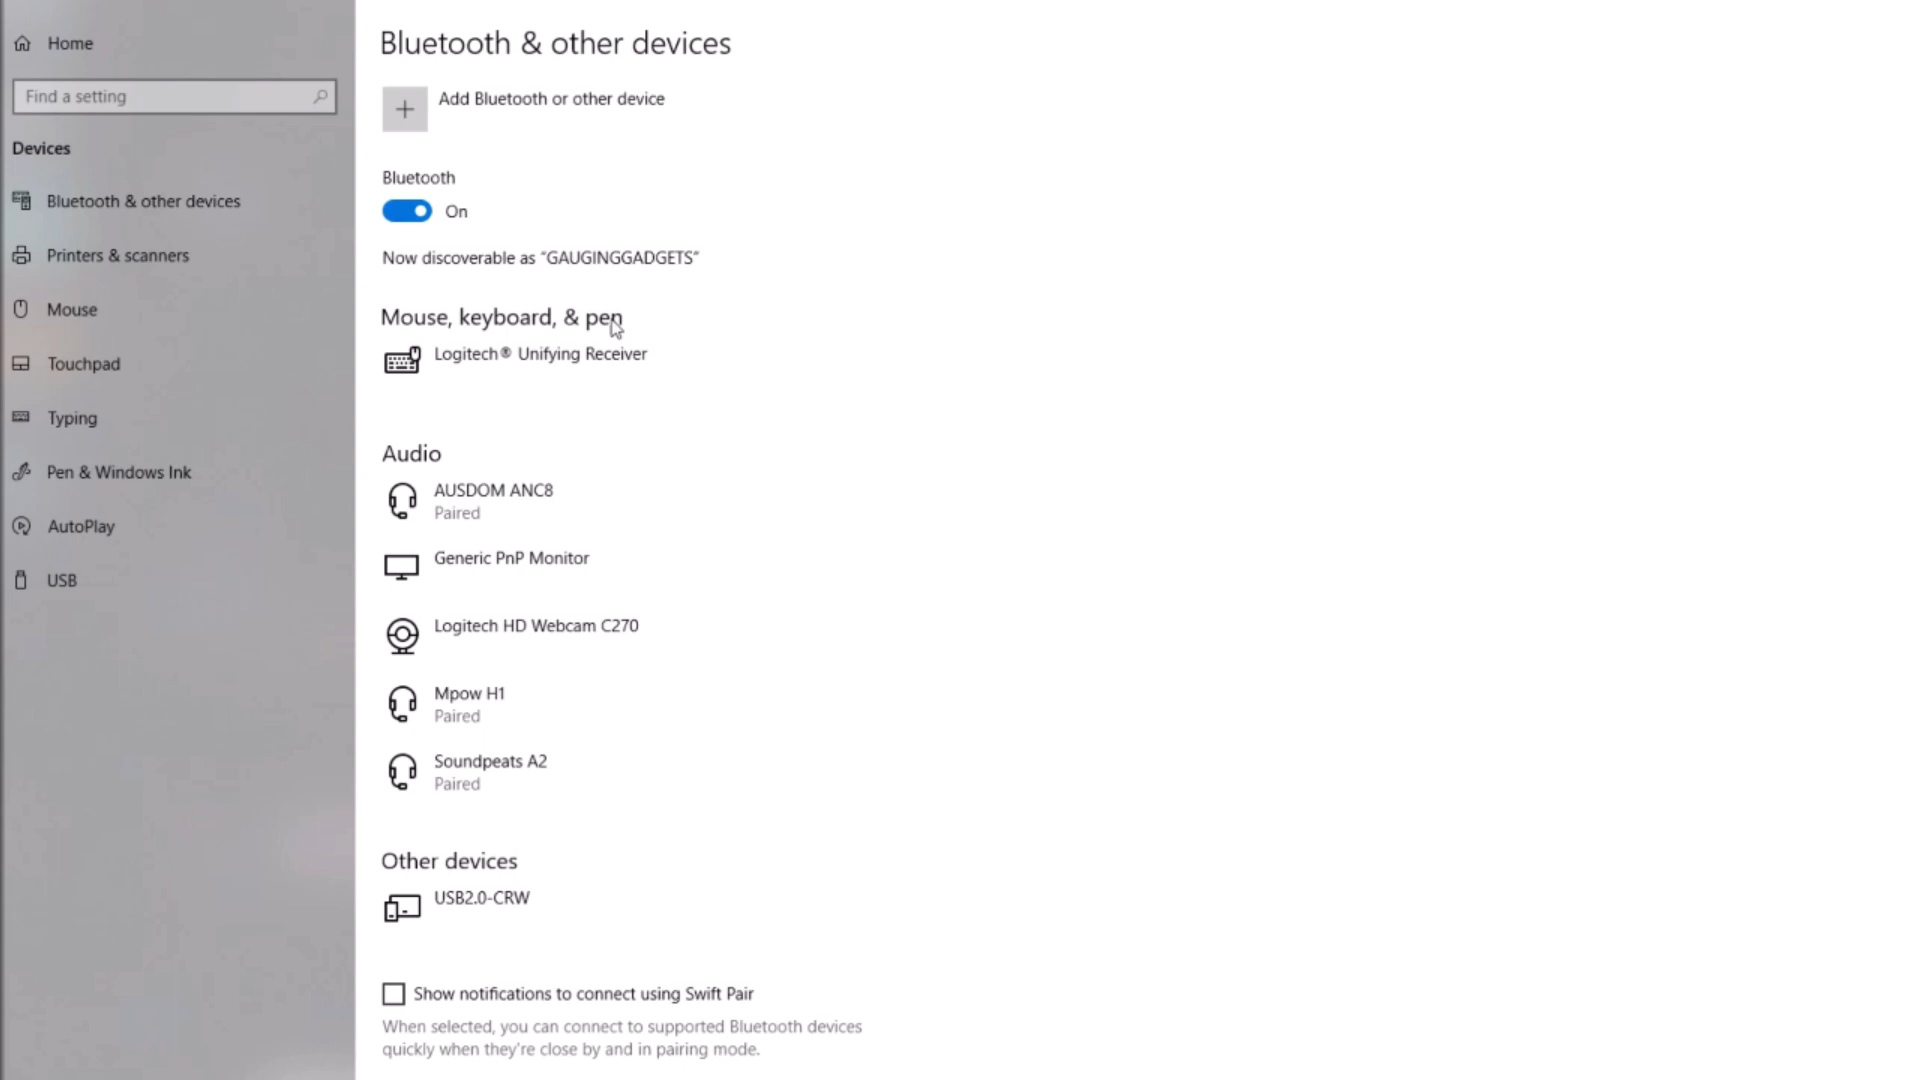 Home
Find a setting
Devices
Bluetooth & other devices
Printers & scanners
Mouse
Touchpad
Typing
Pen & Windows Ink
AutoPlay
USB
Bluetooth & other devices
Add Bluetooth or other device
Bluetooth
On
Now discoverable as “GAUGINGGADGETS”
Mouse, keyboard, & pen
Logitech® Unifying Receiver
Audio
AUSDOM ANC8
Paired
Generic PnP Monitor
Logitech HD Webcam C270
Mpow H1
Paired
Soundpeats A2
Paired
Other devices
USB2.0-CRW
Show notifications to connect using Swift Pair
When selected, you can connect to supported Bluetooth devices
quickly when they're close by and in pairing mode.